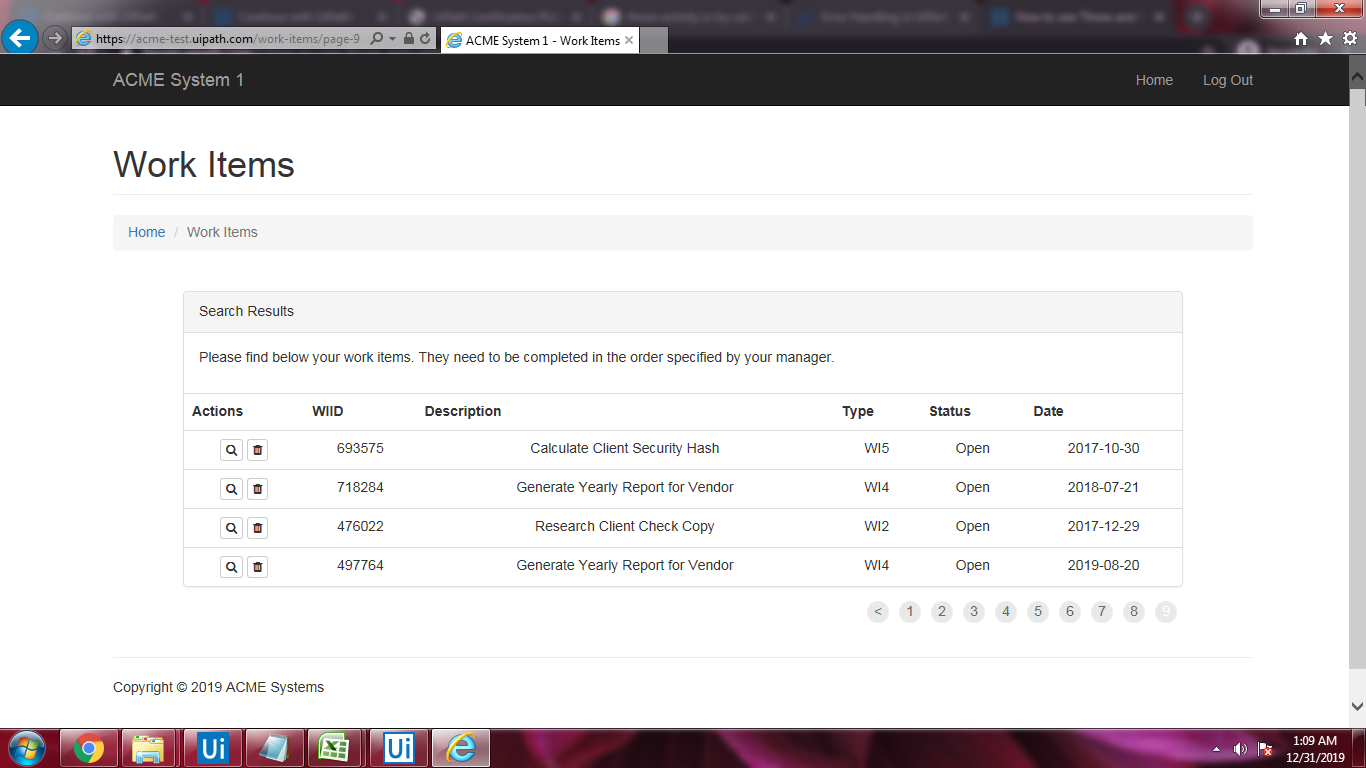 https://acme-test.uipath.com/work-items/page-9
ACME System 1 - Work Items
ACME System 1 Home Log Out
Work Items
Home / Work Items
Search Results
Please find below your work items. They need to be completed in the order specified by your manager.
Actions WIID Description Type Status Date
693575 Calculate Client Security Hash WI5 Open 2017-10-30
718284 Generate Yearly Report for Vendor WI4 Open 2018-07-21
476022 Research Client Check Copy WI2 Open 2017-12-29
497764 Generate Yearly Report for Vendor WI4 Open 2019-08-20
< 1 2 3 4 5 6 7 8 9
Copyright © 2019 ACME Systems
Ui Ui
1:09 AM
12/31/2019